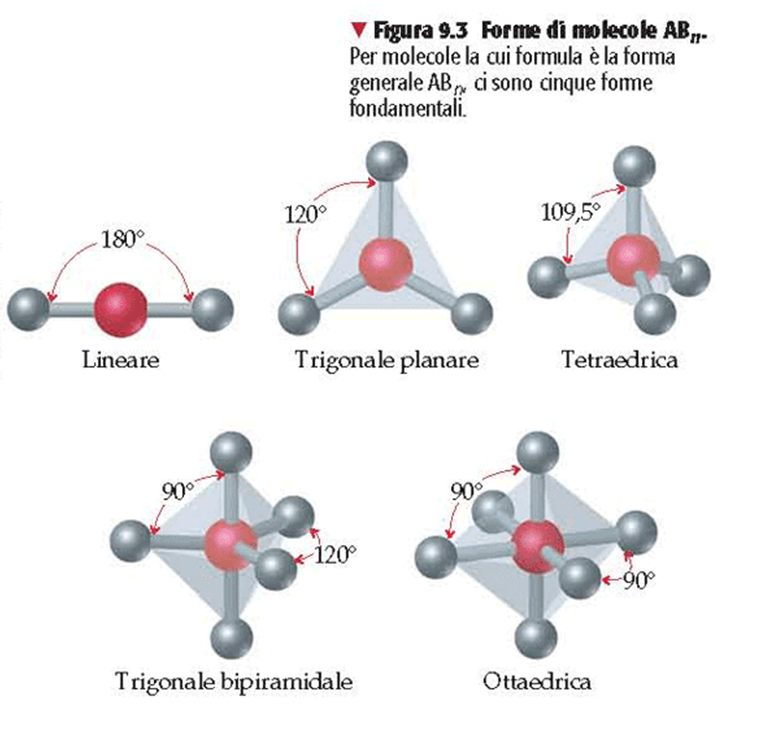 ▼ Figura 9.3 Forme di molecole ABn.
Per molecole la cui formula è la forma
generale ABn, ci sono cinque forme
fondamentali.
180°
Lineare
120°
Trigonale planare
109,5°
Tetraedrica
90°
120°
Trigonale bipiramidale
90°
90°
Ottaedrica